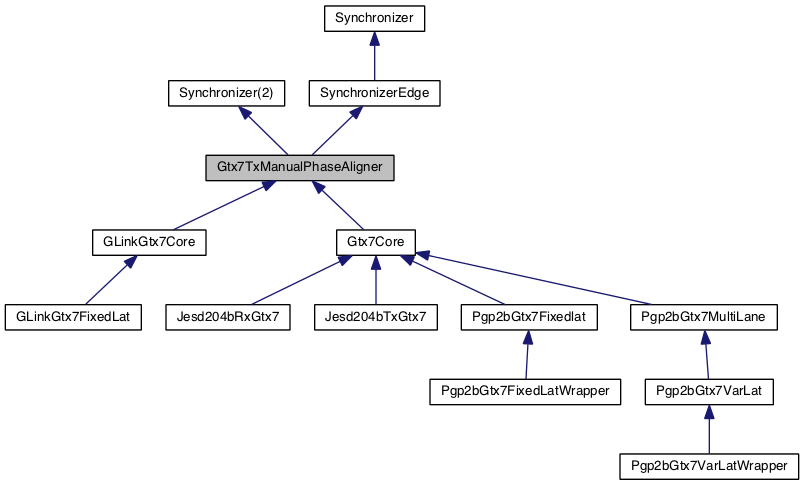 Synchronizer
Synchronizer(2)
SynchronizerEdge
Gtx7TxManualPhaseAligner
GLinkGtx7Core
Gtx7Core
GLinkGtx7FixedLat
Jesd204bRxGtx7
Jesd204bTxGtx7
Pgp2bGtx7Fixedlat
Pgp2bGtx7MultiLane
Pgp2bGtx7FixedLatWrapper
Pgp2bGtx7VarLat
Pgp2bGtx7VarLatWrapper